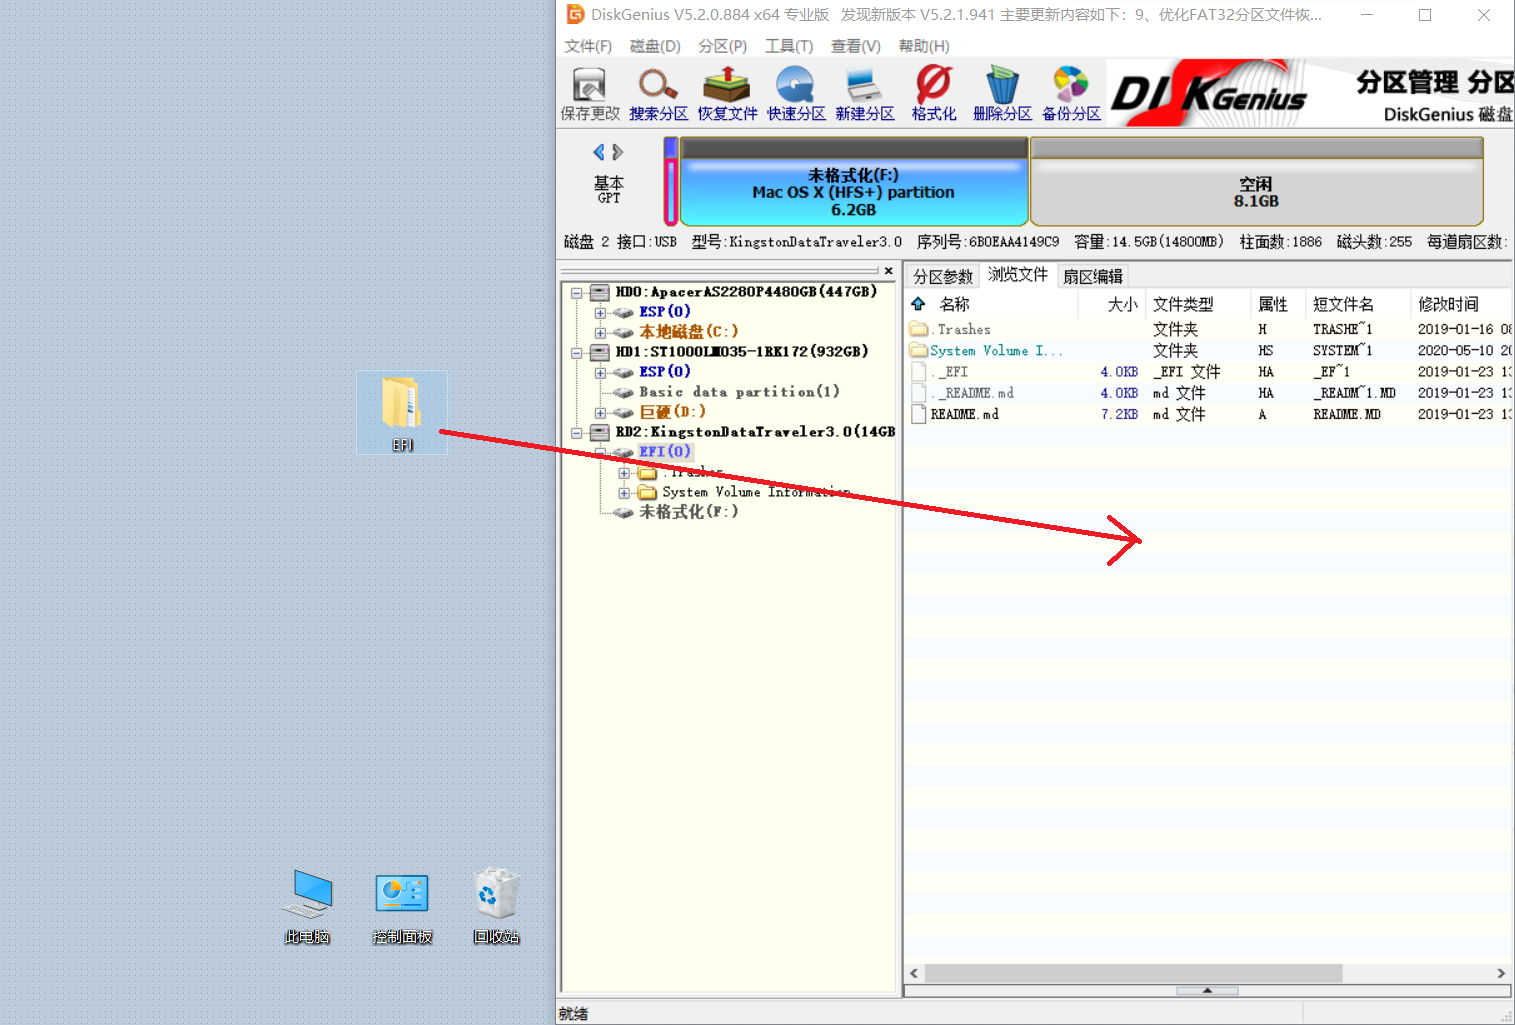 EFI
此电脑
控制面板
回收站
DiskGenius V5.2.0.884 x64 专业版 发现新版本 V5.2.1.941 主要更新内容如下：9、优化FAT32分区文件恢...
文件(F) 磁盘(D) 分区(P) 工具(T) 查看(V) 帮助(H)
保存更改 搜索分区 恢复文件 快速分区 新建分区 格式化 删除分区 备份分区
DISKGenius
分区管理 分区
DiskGenius 磁盘
基本
GPT
未格式化(F:)
Mac OS X (HFS+) partition
6.2GB
空闲
8.1GB
磁盘 2 接口:USB 型号:KingstonDataTraveler3.0 序列号:6B0EAA4149C9 容量:14.5GB(14800MB) 柱面数:1886 磁头数:255 每道扇区数:
HD0:ApacerAS2280P4480GB(447GB)
ESP(0)
本地磁盘(C:)
HD1:ST1000LM035-1RK172(932GB)
ESP(0)
Basic data partition(1)
巨硬(D:)
RD2:KingstonDataTraveler3.0(14GB
EFI(0)
.Trashes
System Volume Information
未格式化(F:)
分区参数 浏览文件 扇区编辑
名称 大小 文件类型 属性 短文件名 修改时间
.Trashes 文件夹 H TRASHE~1 2019-01-16 08
System Volume I... 文件夹 HS SYSTEM~1 2020-05-10 20
._EFI 4.0KB _EFI 文件 HA _EF~1 2019-01-23 13
._README.md 4.0KB md 文件 HA _READM~1.MD 2019-01-23 13
README.md 7.2KB md 文件 A README.MD 2019-01-23 13
就绪